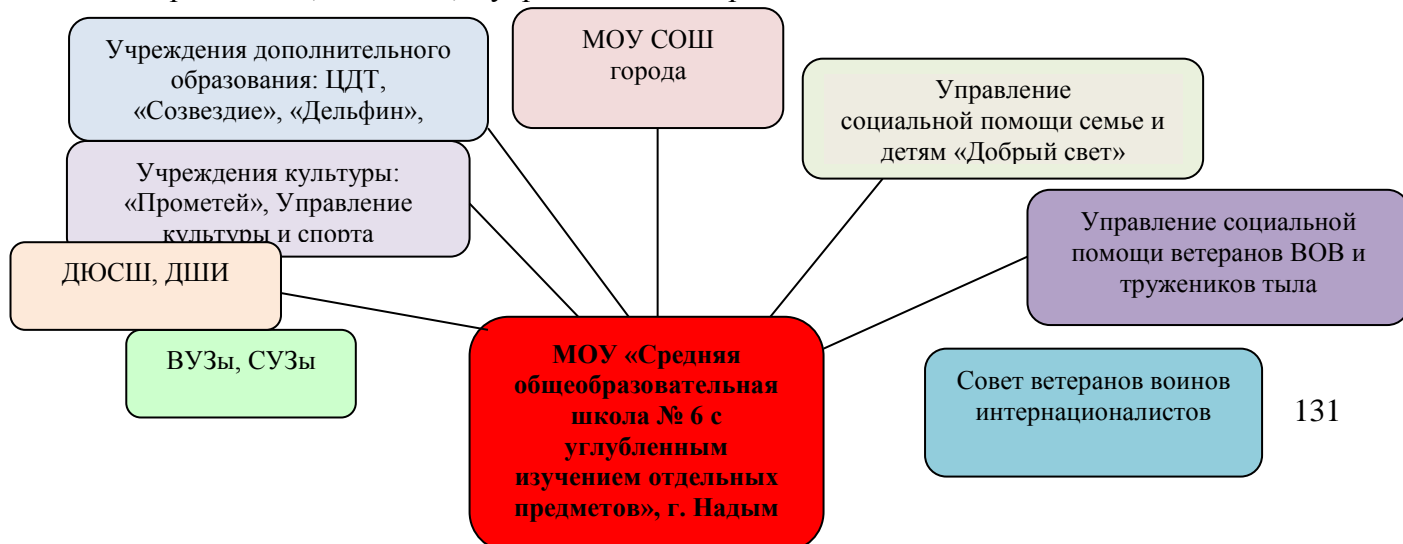 Учреждения дополнительного
образования: ЦДТ,
«Созвездие», «Дельфин»,
МОУ СОШ
города
Управление
социальной помощи семье и
детям «Добрый свет»
Учреждения культуры:
«Прометей», Управление
культуры и спорта
Управление социальной
помощи ветеранов ВОВ и
тружеников тыла
ДЮСШ, ДШИ
ВУЗы, СУЗы
МОУ «Средняя
общеобразовательная
школа № 6 с
углубленным
изучением отдельных
предметов», г. Надым
Совет ветеранов воинов
интернационалистов
131